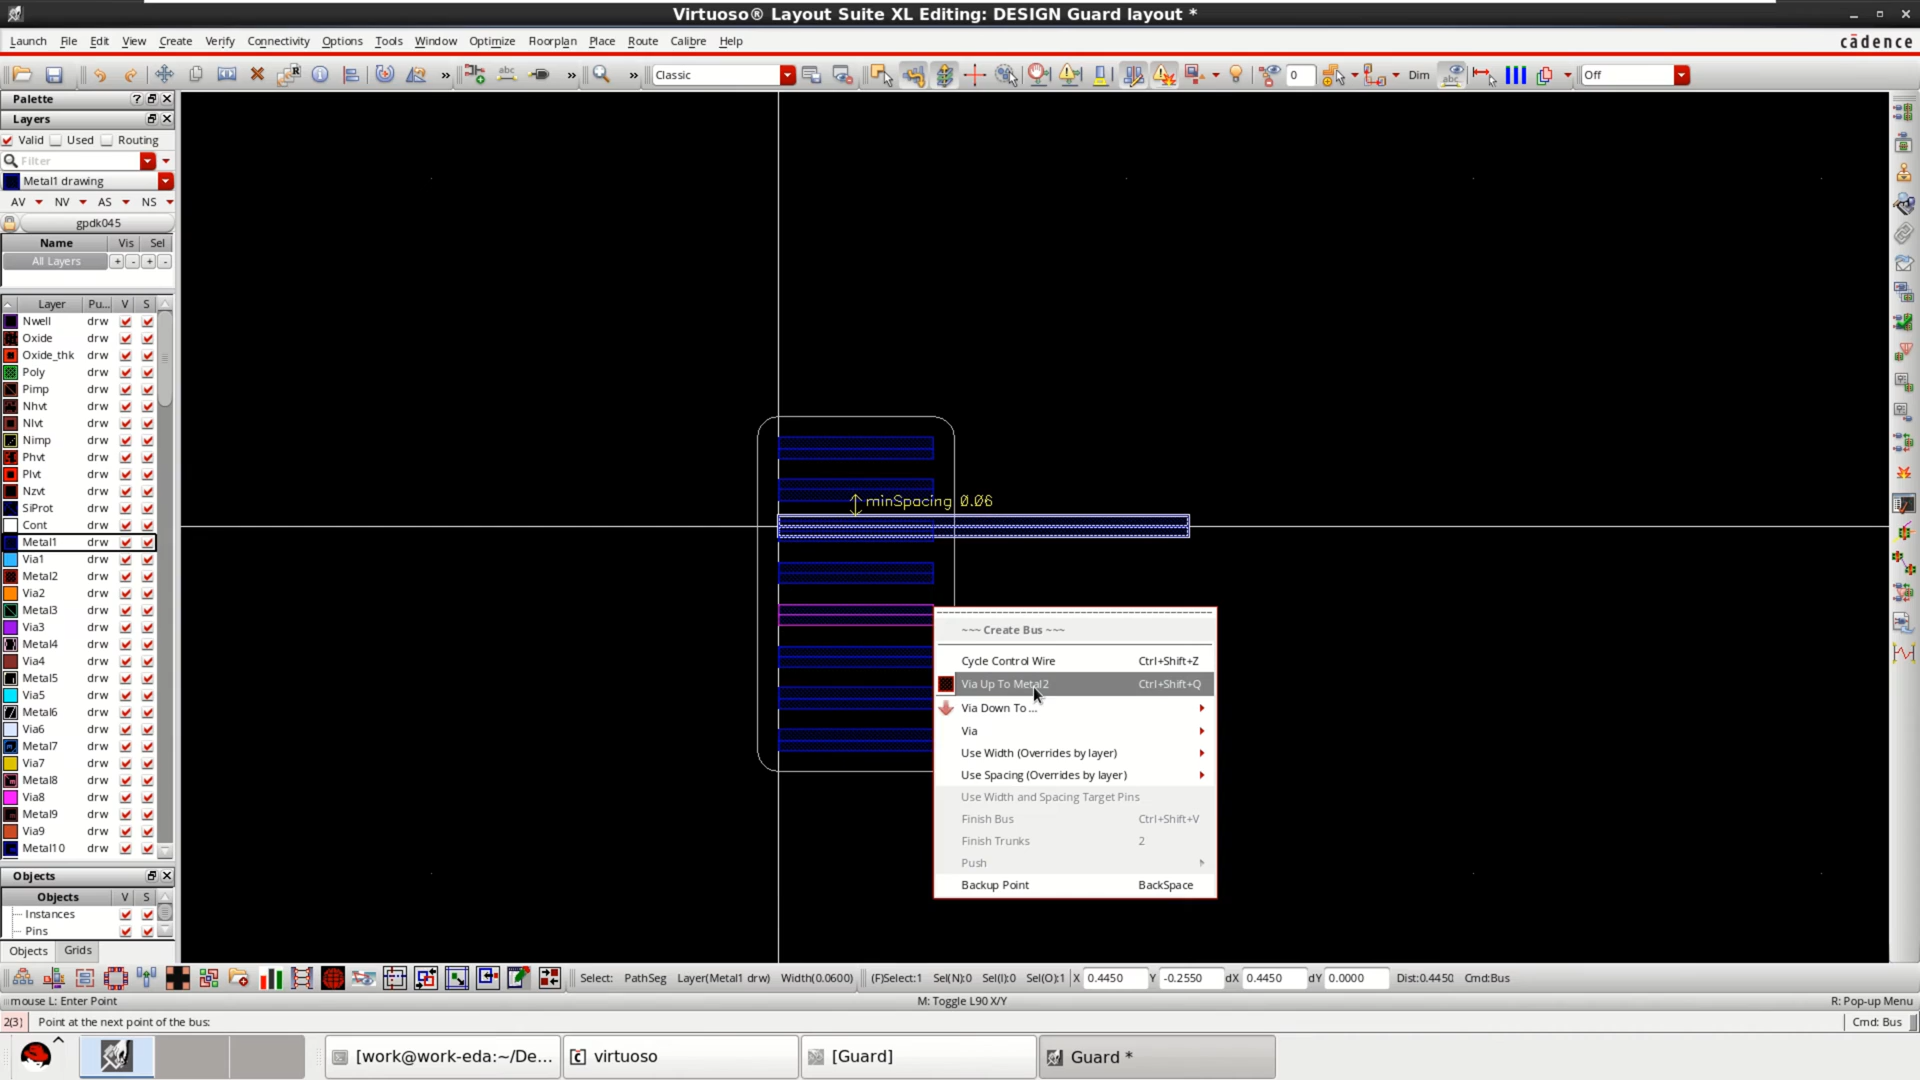 Virtuoso® Layout Suite XL Editing: DESIGN Guard layout *
Launch File Edit View Create Verify Connectivity Options Tools Window Optimize Floorplan Place Route Calibre Help cādence
» » » Classic 0 Dim Off
Palette
Layers
Valid Used Routing
Filter
Metal1 drawing
AV NV AS NS
gpdk045
Name Vis Sel
All Layers + - + -
Layer Pu... V S
Nwell drw
Oxide drw
Oxide_thk drw
Poly drw
Pimp drw
Nhvt drw
Nlvt drw
Nimp drw
Phvt drw
Plvt drw
Nzvt drw
SiProt drw
Cont drw
Metal1 drw
Via1 drw
Metal2 drw
Via2 drw
Metal3 drw
Via3 drw
Metal4 drw
Via4 drw
Metal5 drw
Via5 drw
Metal6 drw
Via6 drw
Metal7 drw
Via7 drw
Metal8 drw
Via8 drw
Metal9 drw
Via9 drw
Metal10 drw
Objects
Objects V S
Instances
Pins
Objects Grids
minSpacing 0.06
~~~ Create Bus ~~~
Cycle Control Wire Ctrl+Shift+Z
Via Up To Metal2 Ctrl+Shift+Q
Via Down To ...
Via
Use Width (Overrides by layer)
Use Spacing (Overrides by layer)
Use Width and Spacing Target Pins
Finish Bus Ctrl+Shift+V
Finish Trunks 2
Push
Backup Point BackSpace
Select: PathSeg Layer(Metal1 drw) Width(0.0600) (F)Select:1 Sel(N):0 Sel(I):0 Sel(O):1 X 0.4450 Y -0.2550 dX 0.4450 dY 0.0000 Dist:0.4450 Cmd:Bus
mouse L: Enter Point M: Toggle L90 X/Y R: Pop-up Menu
2(3) Point at the next point of the bus: Cmd: Bus
[work@work-eda:~/De... virtuoso [Guard] Guard *